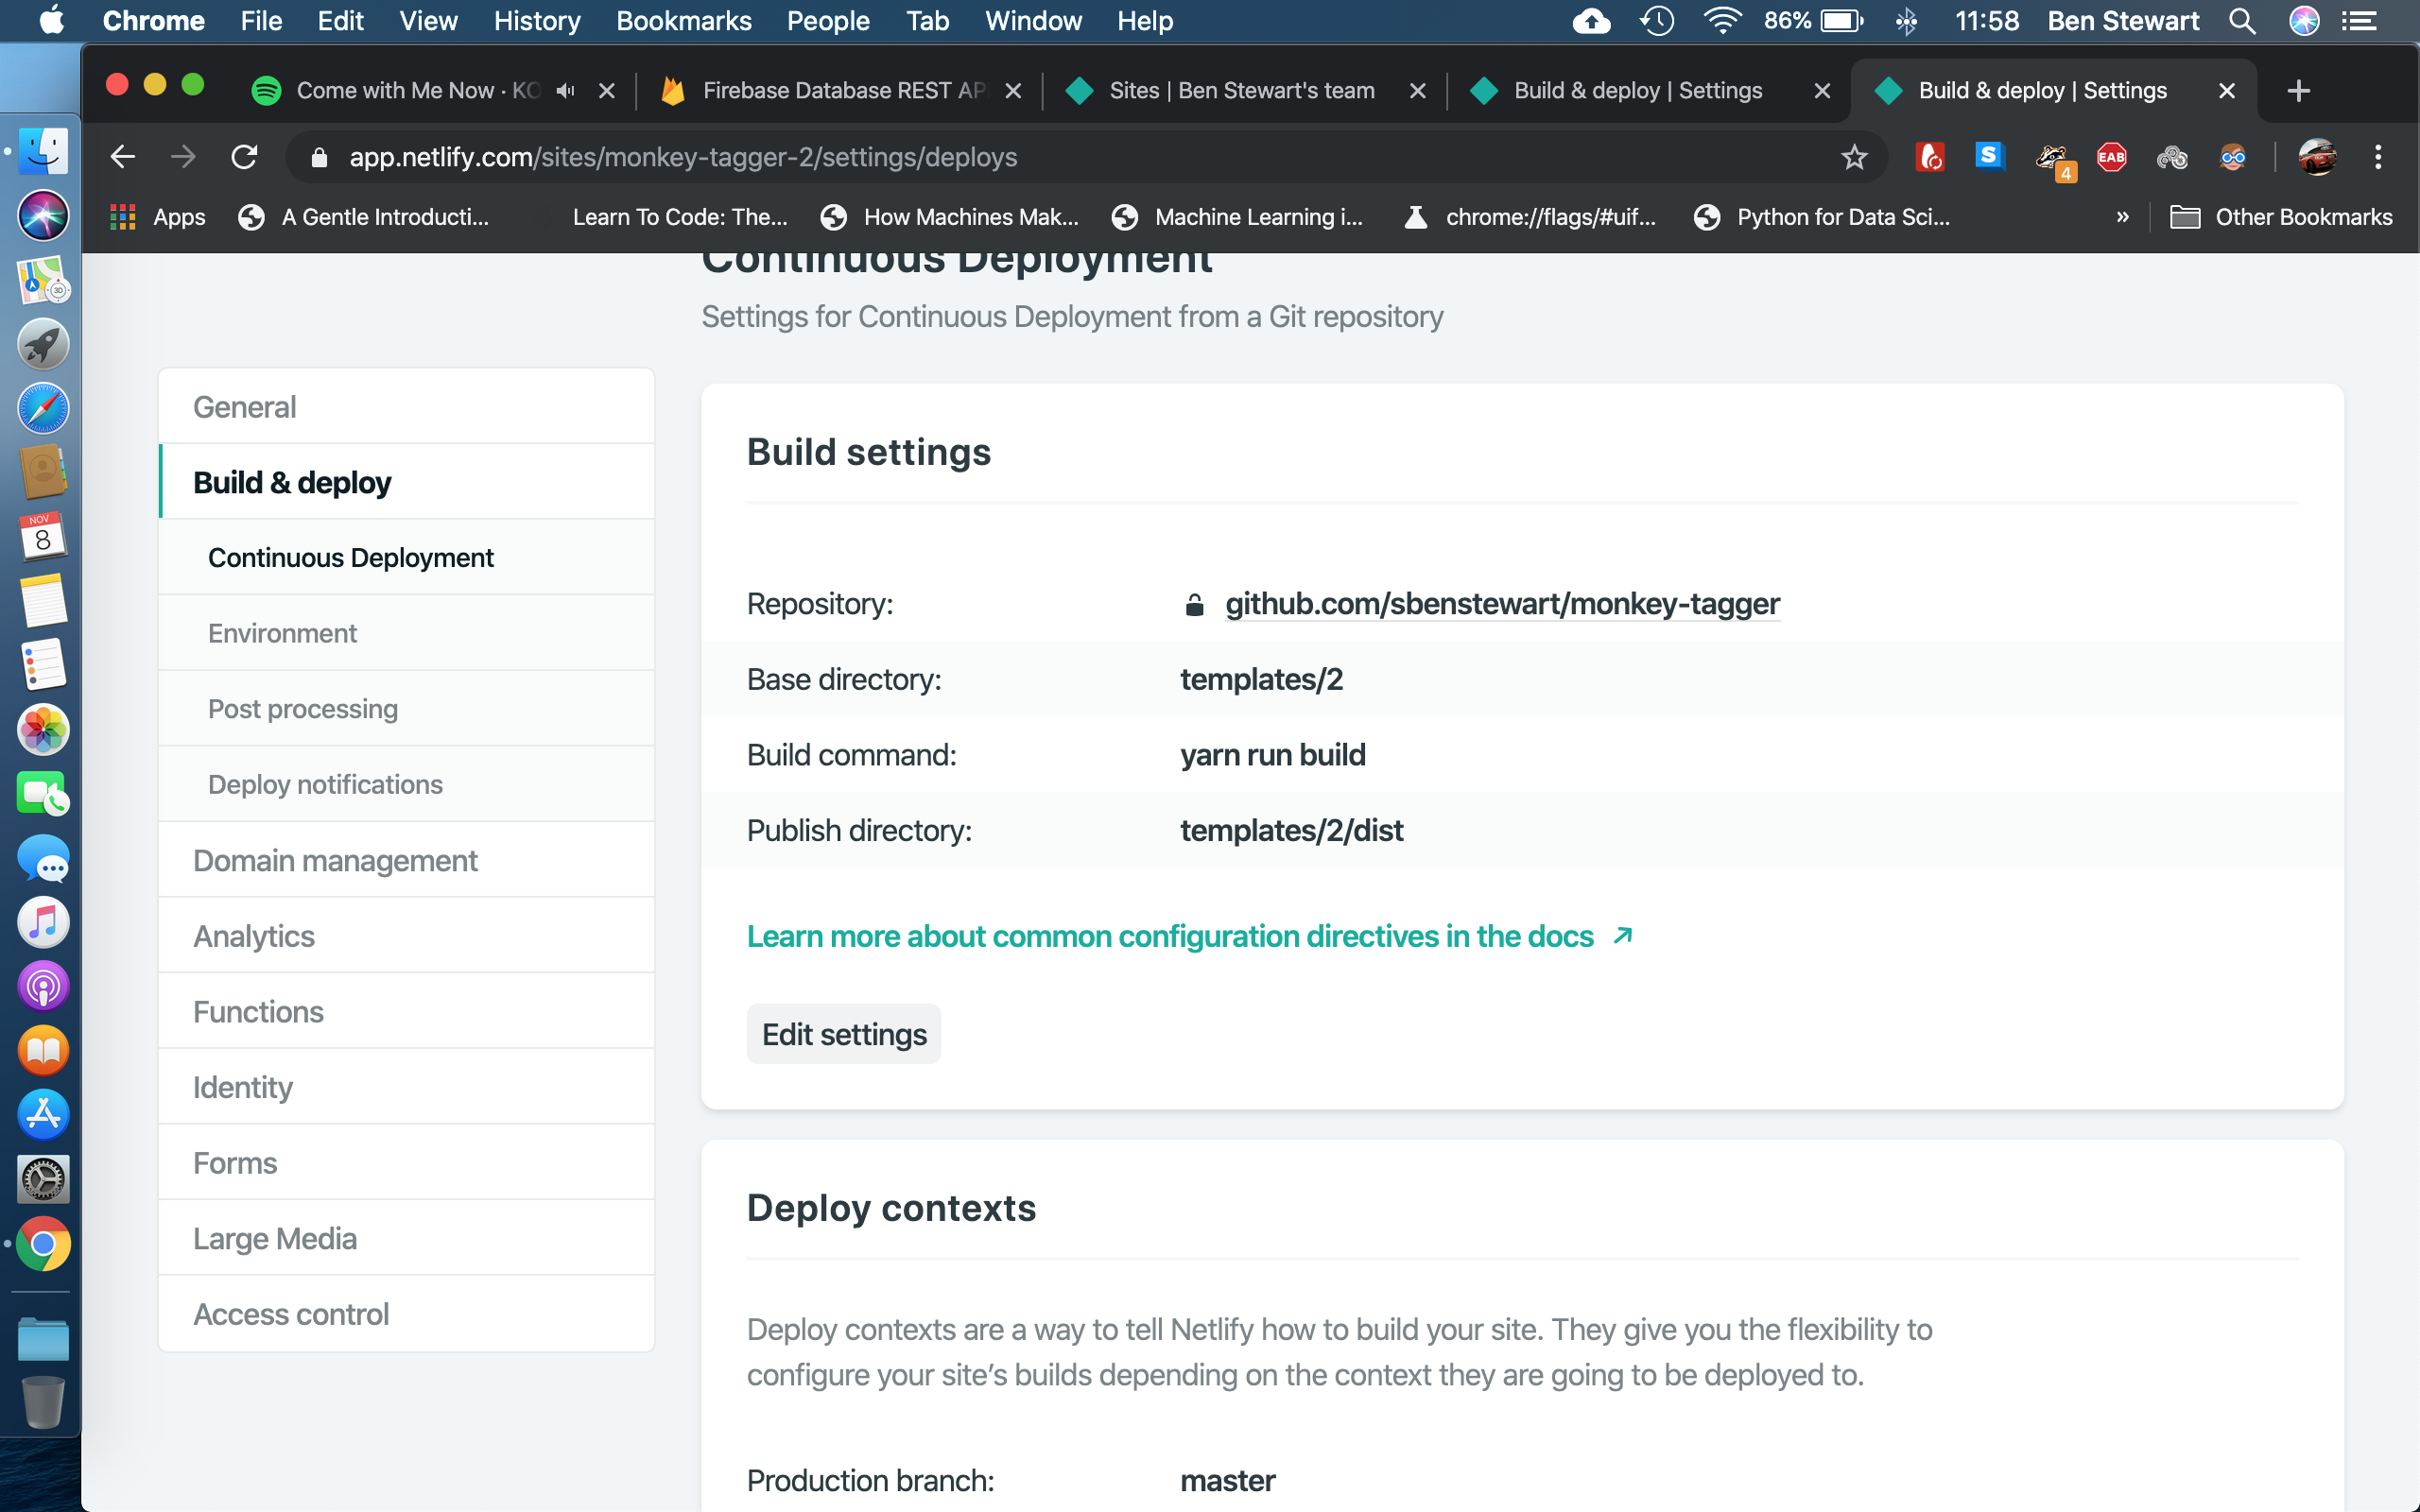 Chrome File Edit View History Bookmarks People Tab Window Help 86% 11:58 Ben Stewart
Come with Me Now · KO Firebase Database REST AP Sites | Ben Stewart's team Build & deploy | Settings Build & deploy | Settings
app.netlify.com/sites/monkey-tagger-2/settings/deploys S 4 EAB
Apps A Gentle Introducti... Learn To Code: The... How Machines Mak... Machine Learning i... chrome://flags/#uif... Python for Data Sci... » Other Bookmarks
Continuous Deployment
Settings for Continuous Deployment from a Git repository
General
Build & deploy
Continuous Deployment
Environment
Post processing
Deploy notifications
Domain management
Analytics
Functions
Identity
Forms
Large Media
Access control
Build settings
Repository: github.com/sbenstewart/monkey-tagger
Base directory: templates/2
Build command: yarn run build
Publish directory: templates/2/dist
Learn more about common configuration directives in the docs
Edit settings
Deploy contexts
Deploy contexts are a way to tell Netlify how to build your site. They give you the flexibility to
configure your site’s builds depending on the context they are going to be deployed to.
Production branch: master
3D
NOV
8